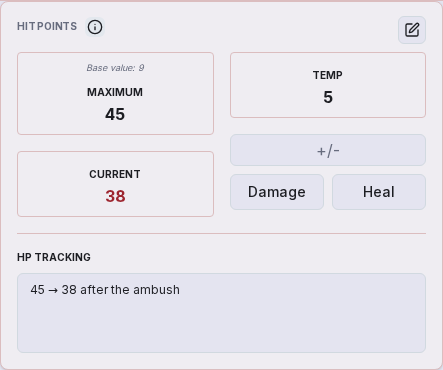 HITPOINTS
Base value: 9
MAXIMUM
45
TEMP
5
+/-
CURRENT
38
Damage
Heal
HP TRACKING
45 → 38 after the ambush